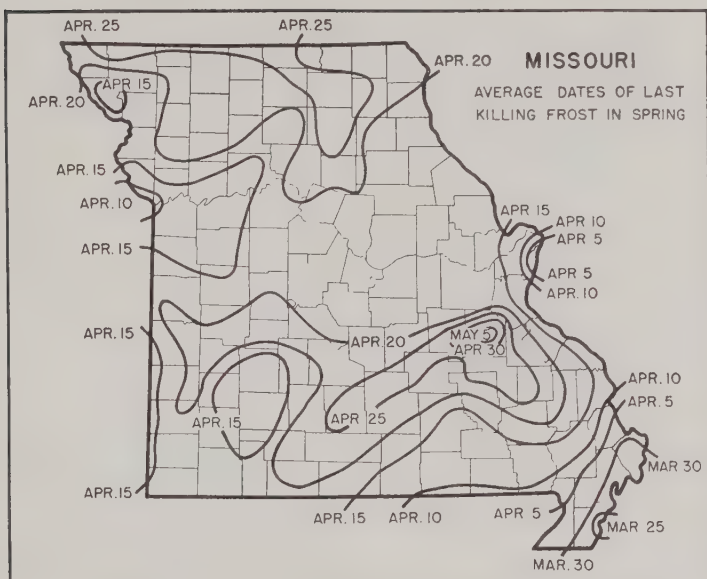 APR. 25
APR. 25
MISSOURI
AVERAGE DATES OF LAST
KILLING FROST IN SPRING
APR. 20
APR 15
APR. 20
APR. 15
APR. 10
APR 15
APR 10
APR 5
APR. 15
APR 5
APR. 10
APR. 15
APR. 20
MAY 5
APR 30
APR. 10
APR. 5
APR. 15
APR 25
MAR 30
APR. 15
APR. 15
APR. 10
APR 5
MAR 25
MAR. 30